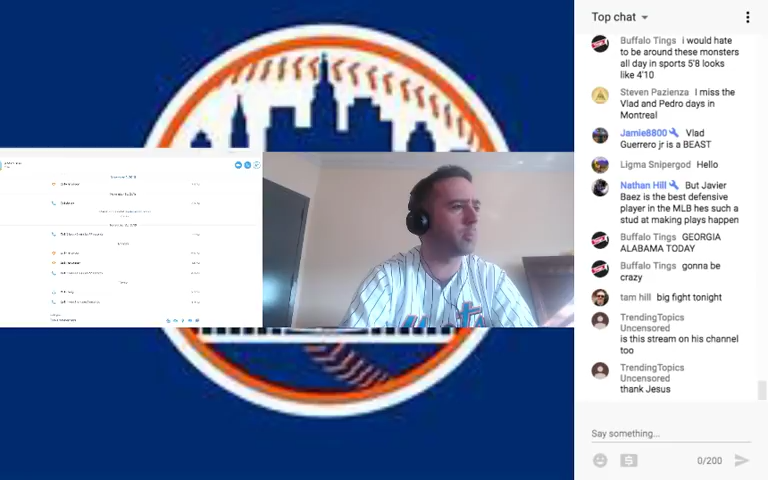 Top chat
Buffalo Tings i would hate
to be around these monsters
all day in sports 5'8 looks
like 4'10
Steven Pazienza I miss the
Vlad and Pedro days in
Montreal
Jamie8800 Vlad
Guerrero jr is a BEAST
Ligma Snipergod Hello
Nathan Hill But Javier
Baez is the best defensive
player in the MLB hes such a
stud at making plays happen
Buffalo Tings GEORGIA
ALABAMA TODAY
Buffalo Tings gonna be
crazy
tam hill big fight tonight
TrendingTopics
Uncensored
is this stream on his channel
too
TrendingTopics
Uncensored
thank Jesus
Say something...
0/200